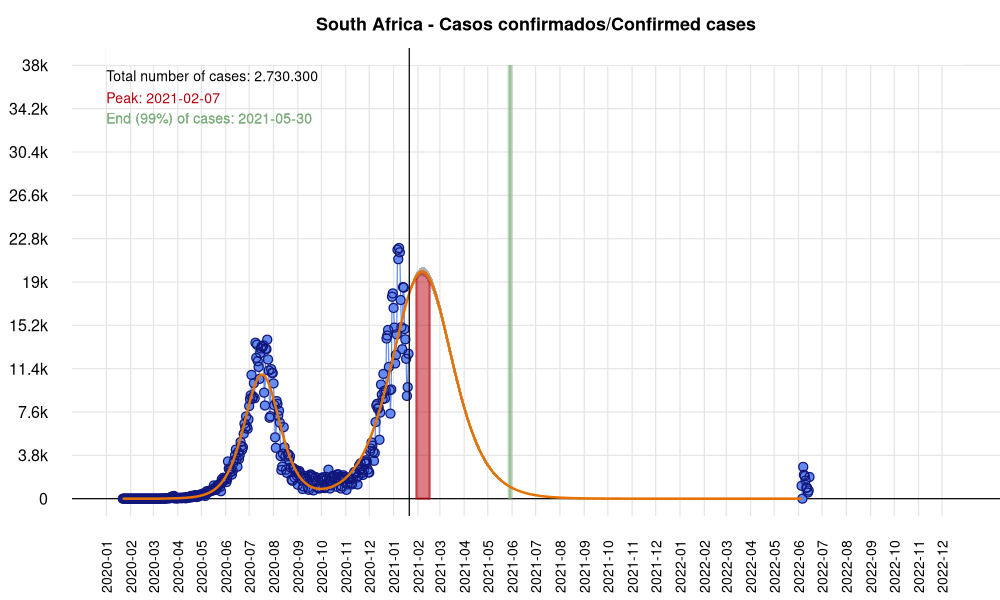 South Africa - Casos confirmados/Confirmed cases
38k
Total number of cases: 2.730.300
Peak: 2021-02-07
End (99%) of cases: 2021-05-30
34.2k
30.4k
26.6k
22.8k
19k
15.2k
11.4k
7.6k
3.8k
0
2020-01
2020-02
2020-03
2020-04
2020-05
2020-06
2020-07
2020-08
2020-09
2020-10
2020-11
2020-12
2021-01
2021-02
2021-03
2021-04
2021-05
2021-06
2021-07
2021-08
2021-09
2021-10
2021-11
2021-12
2022-01
2022-02
2022-03
2022-04
2022-05
2022-06
2022-07
2022-08
2022-09
2022-10
2022-11
2022-12